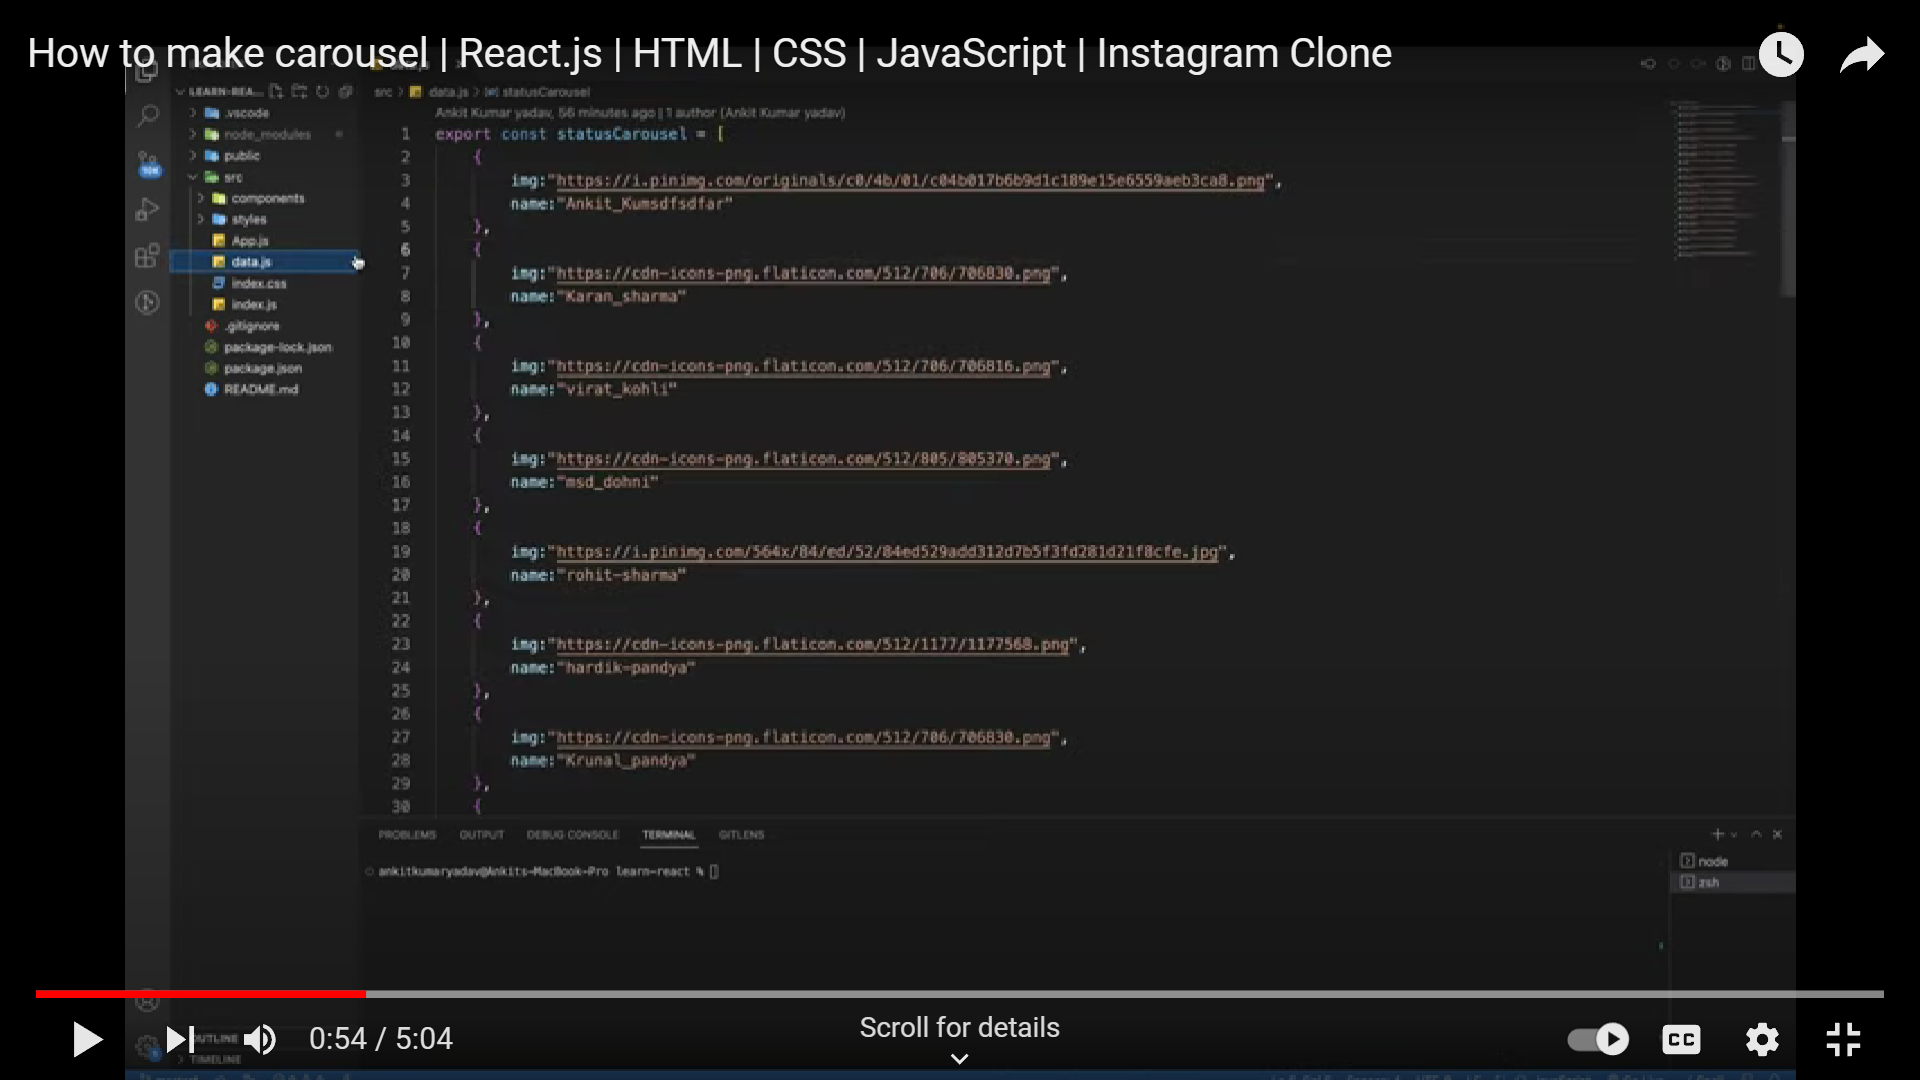 How to make carousel | React.js | HTML | CSS | JavaScript | Instagram Clone
LEARN-REA...
src > data.js > statusCarousel
.vscode
Ankit Kumar yadav, 56 minutes ago | 1 author (Ankit Kumar yadav)
node_modules
public
src
components
styles
App.js
data.js
index.css
index.js
.gitignore
package-lock.json
package.json
README.md
1 export const statusCarousel = [
2 {
3 img:"https://i.pinimg.com/originals/c0/4b/01/c04b017b6b9d1c189e15e6559aeb3ca8.png",
4 name:"Ankit_Kumsdfsdfar"
5 },
6 {
7 img:"https://cdn-icons-png.flaticon.com/512/706/706830.png",
8 name:"Karan_sharma"
9 },
10 {
11 img:"https://cdn-icons-png.flaticon.com/512/706/706816.png",
12 name:"virat_kohli"
13 },
14 {
15 img:"https://cdn-icons-png.flaticon.com/512/805/805370.png",
16 name:"msd_dohni"
17 },
18 {
19 img:"https://i.pinimg.com/564x/84/ed/52/84ed529add312d7b5f3fd281d21f8cfe.jpg",
20 name:"rohit-sharma"
21 },
22 {
23 img:"https://cdn-icons-png.flaticon.com/512/1177/1177568.png",
24 name:"hardik-pandya"
25 },
26 {
27 img:"https://cdn-icons-png.flaticon.com/512/706/706830.png",
28 name:"Krunal_pandya"
29 },
30 {
PROBLEMS OUTPUT DEBUG CONSOLE TERMINAL GITLENS
ankitkumaryadav@Ankits-MacBook-Pro learn-react %
node
zsh
OUTLINE
TIMELINE
0:54 / 5:04
Scroll for details
CC